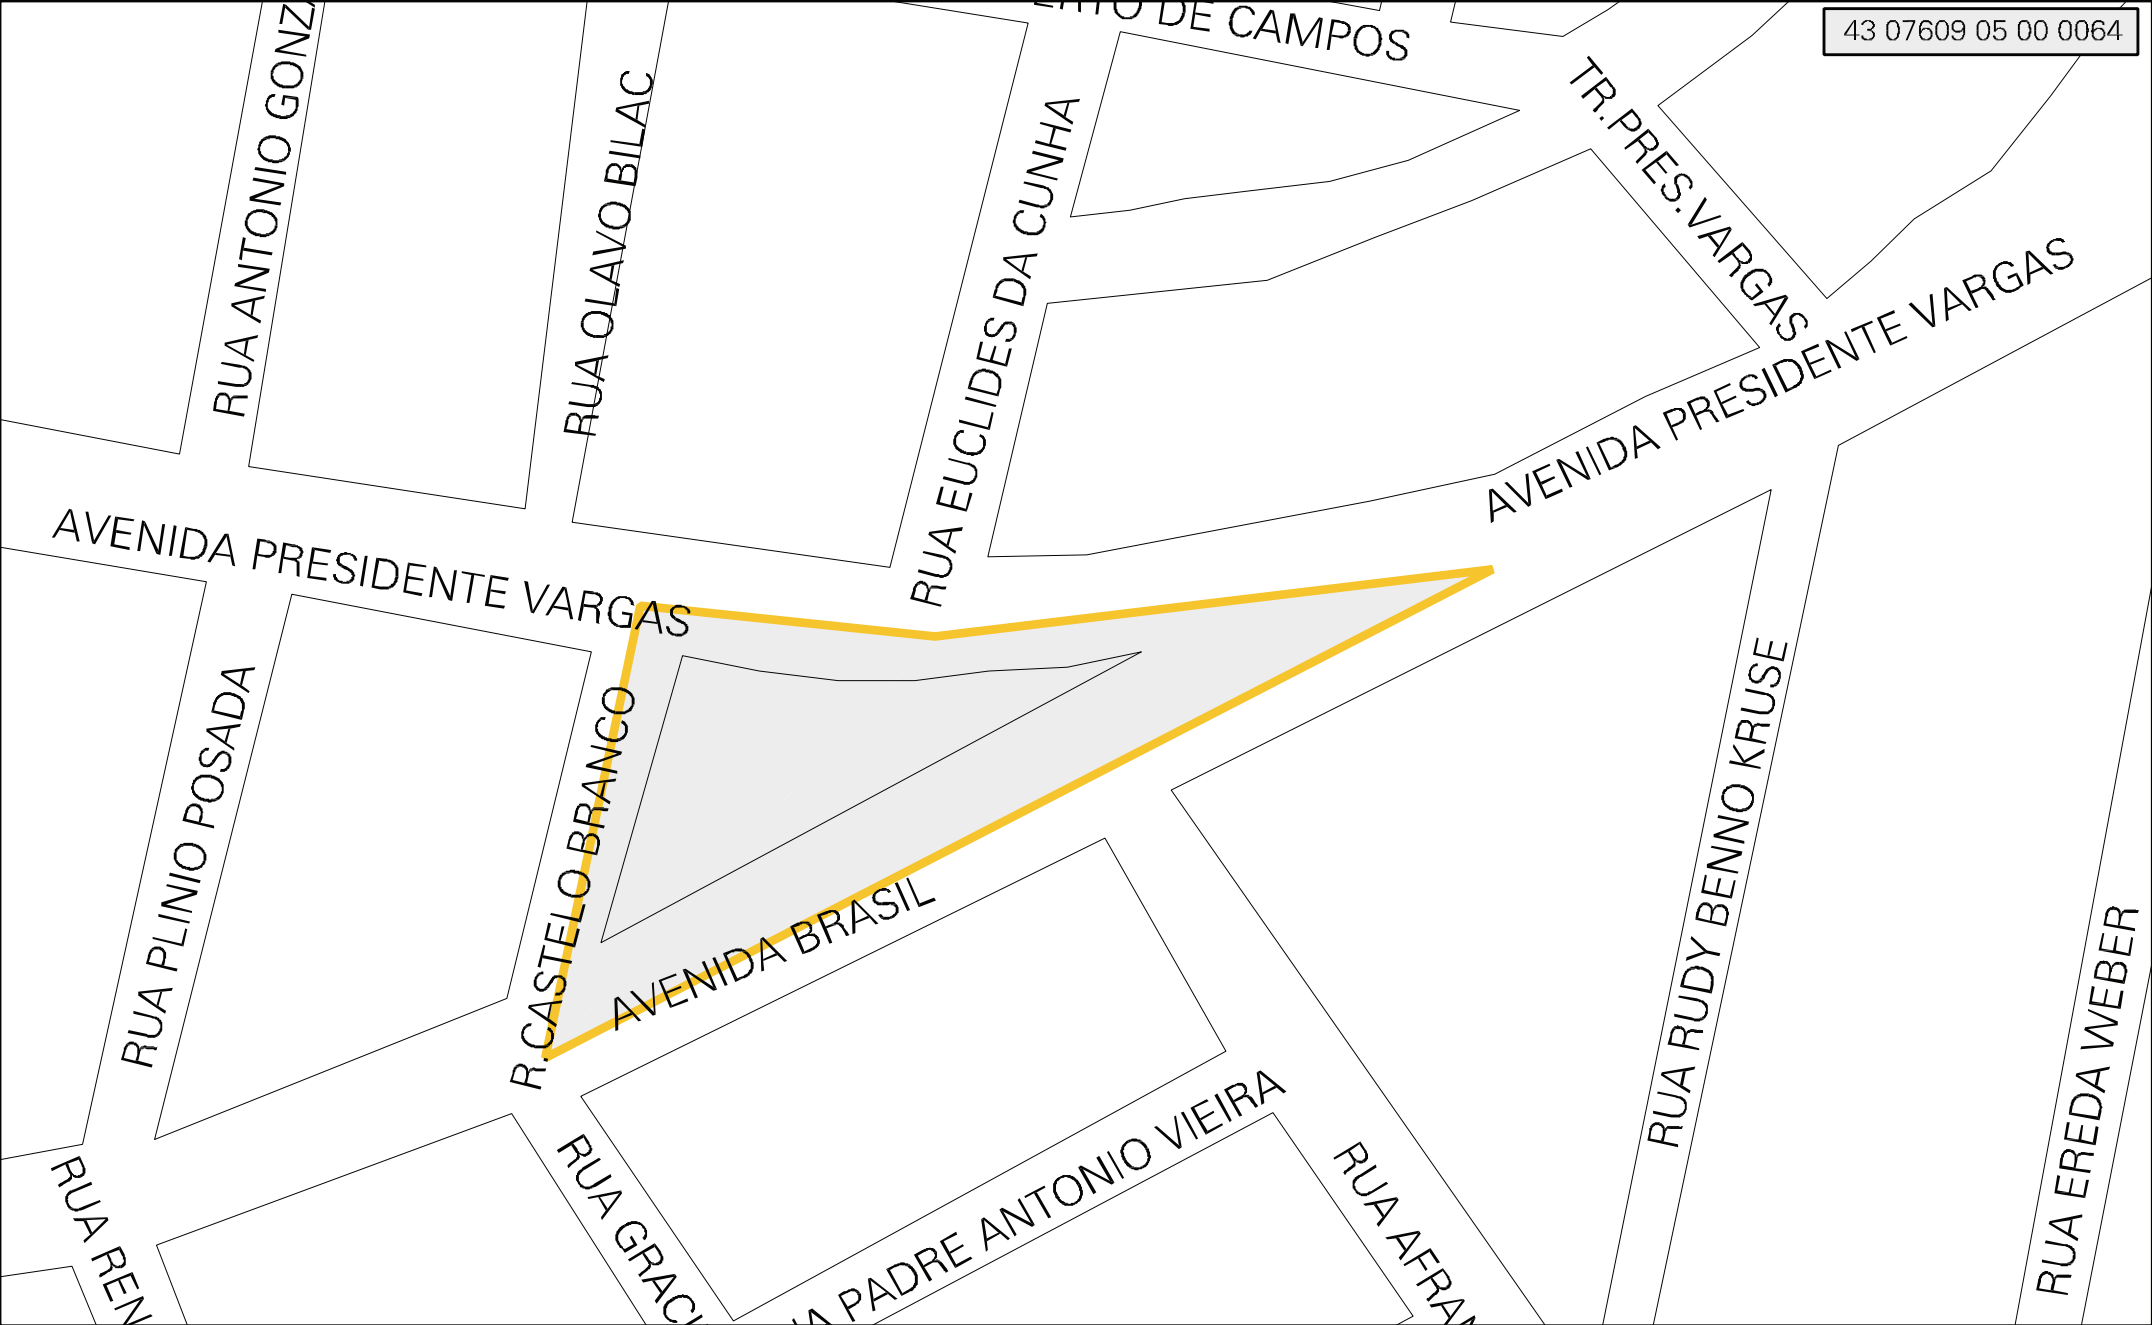 DE CAMPOS
43 07609 05 00 0064
TR.PRES.VARGAS
RUA ANTONIO
RUA OLAVO BILAC
RUA EUCLIDES DA CUNHA
AVENIDA PRESIDENTE VARGAS
AVENIDA PRESIDENTE VARGAS
RUA PLINIO POSADA
R.CASTELO BRANCO
AVENIDA BRASIL
RUA RUDY BENNO KRUSE
RUA EREDA WEBER
RUA
RUA
PADRE ANTONIO VIEIRA
RUA